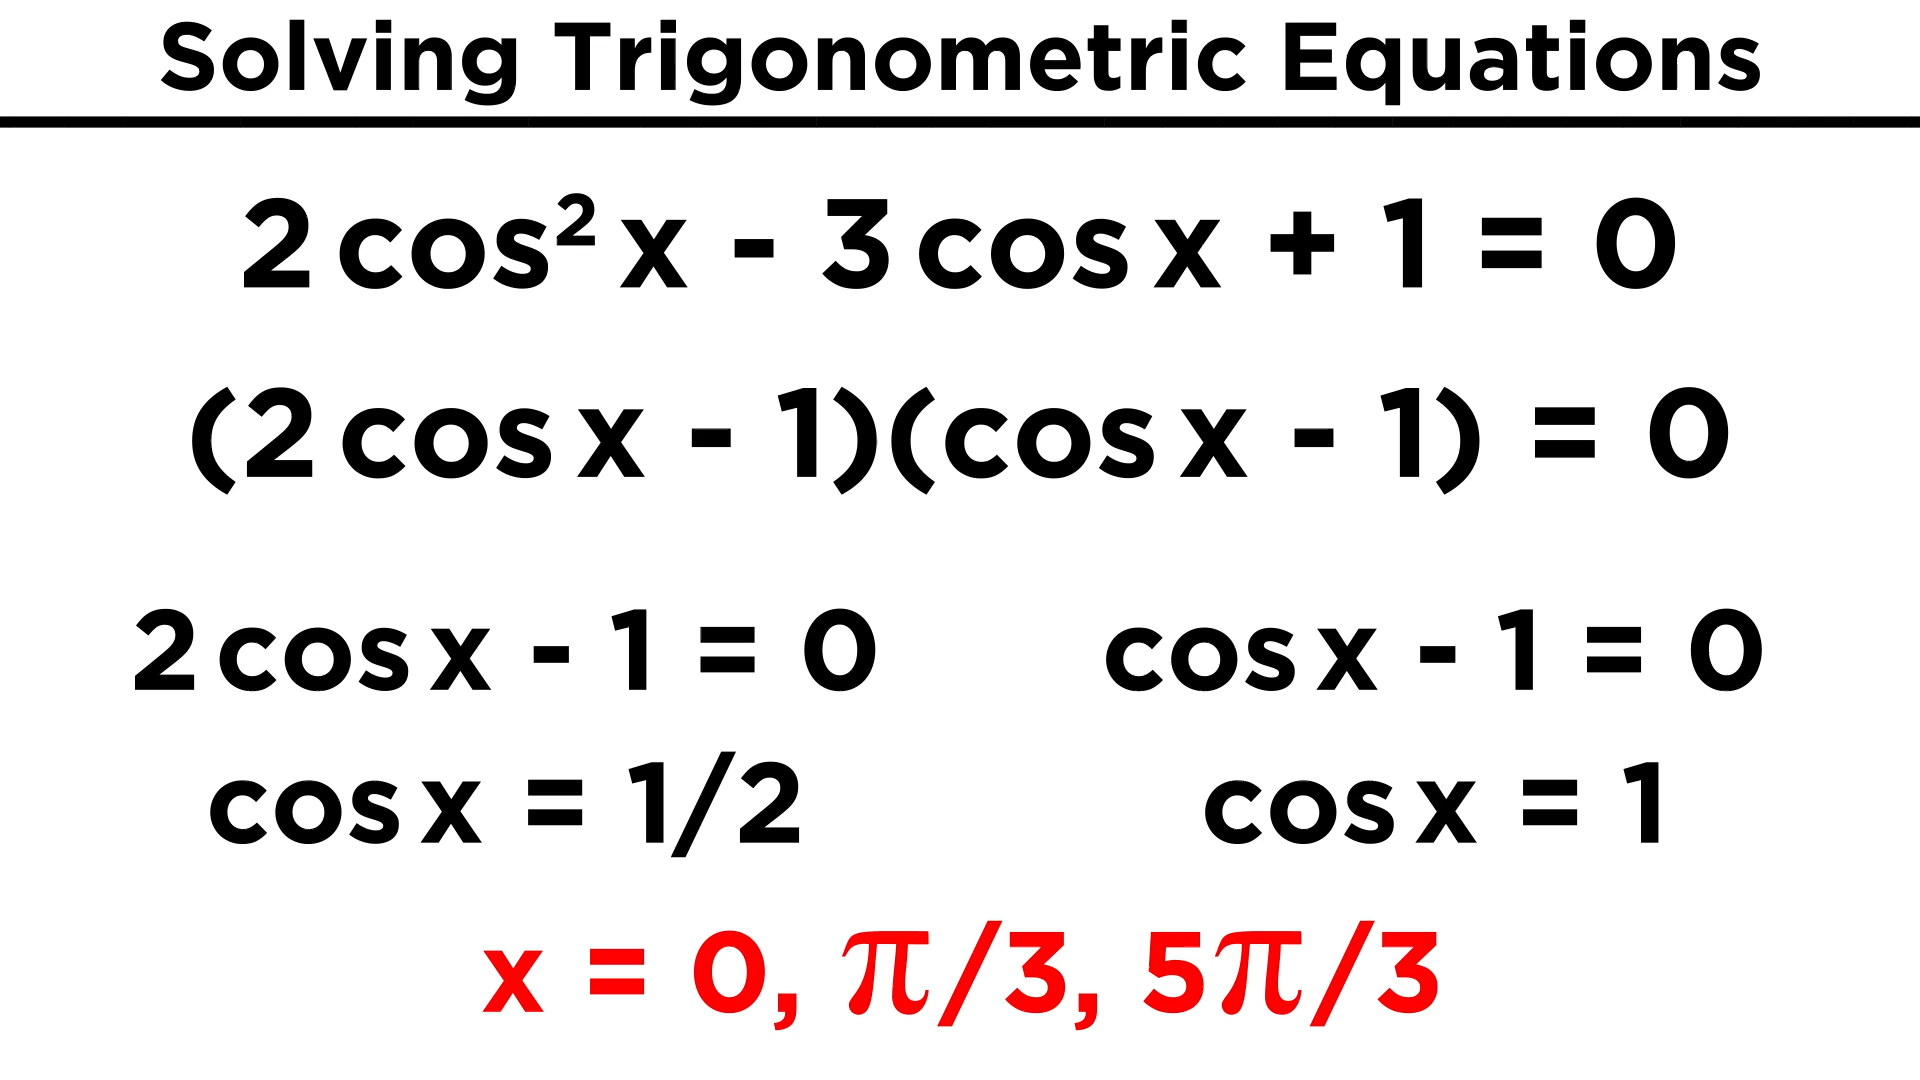 Solving Trigonometric Equations
2 cos² x - 3 cos x + 1 = 0
(2 cos x - 1)(cos x - 1) = 0
2 cos x - 1 = 0 cos x - 1 = 0
cos x = 1/2 cos x = 1
x = 0, π/3, 5π/3